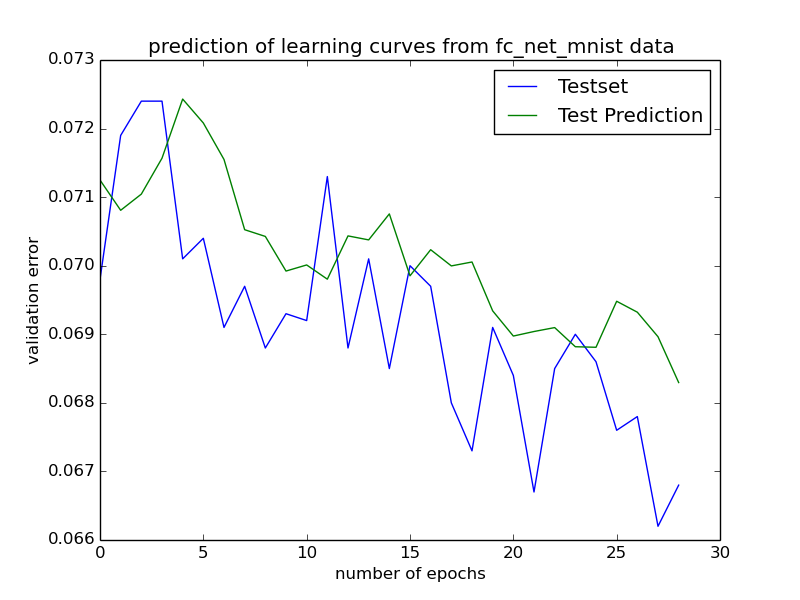 prediction of learning curves from fc_net_mnist data
0.073
0.072
0.071
0.070
0.069
0.068
0.067
0.066
validation error
Testset
Test Prediction
0 5 10 15 20 25 30
number of epochs